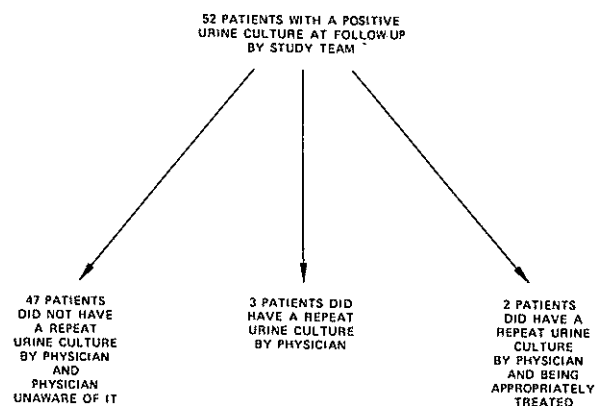 52 PATIENTS WITH A POSITIVE
URINE CULTURE AT FOLLOW-UP
BY STUDY TEAM
47 PATIENTS
DID NOT HAVE
A REPEAT
URINE CULTURE
BY PHYSICIAN
AND
PHYSICIAN
UNAWARE OF IT
3 PATIENTS DID
HAVE A REPEAT
URINE CULTURE
BY PHYSICIAN
2 PATIENTS
DID HAVE A
REPEAT URINE
CULTURE
BY PHYSICIAN
AND BEING
APPROPRIATELY
TREATED